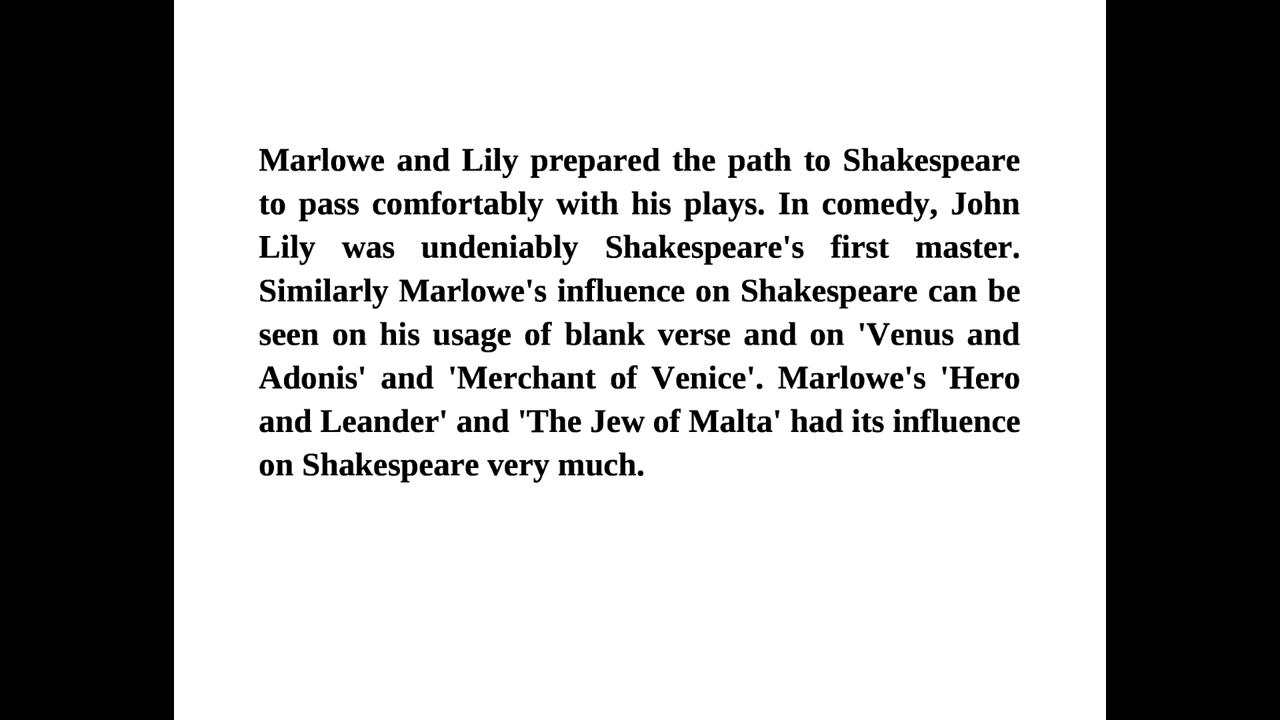 Marlowe and Lily prepared the path to Shakespeare
to pass comfortably with his plays. In comedy, John
Lily was undeniably Shakespeare's first master.
Similarly Marlowe's influence on Shakespeare can be
seen on his usage of blank verse and on 'Venus and
Adonis' and 'Merchant of Venice'. Marlowe's 'Hero
and Leander' and 'The Jew of Malta' had its influence
on Shakespeare very much.